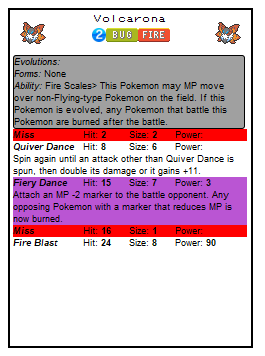 Volcarona
2 BUG FIRE
Evolutions:
Forms: None
Ability: Fire Scales> This Pokemon may MP move
over non-Flying-type Pokemon on the field. If this
Pokemon is evolved, any Pokemon that battle this
Pokemon are burned after the battle.
Miss Hit: 2 Size: 2 Power:
Quiver Dance Hit: 8 Size: 6 Power:
Spin again until an attack other than Quiver Dance is
spun, then double its damage or it gains +11.
Fiery Dance Hit: 15 Size: 7 Power: 3
Attach an MP -2 marker to the battle opponent. Any
opposing Pokemon with a marker that reduces MP is
now burned.
Miss Hit: 16 Size: 1 Power:
Fire Blast Hit: 24 Size: 8 Power: 90